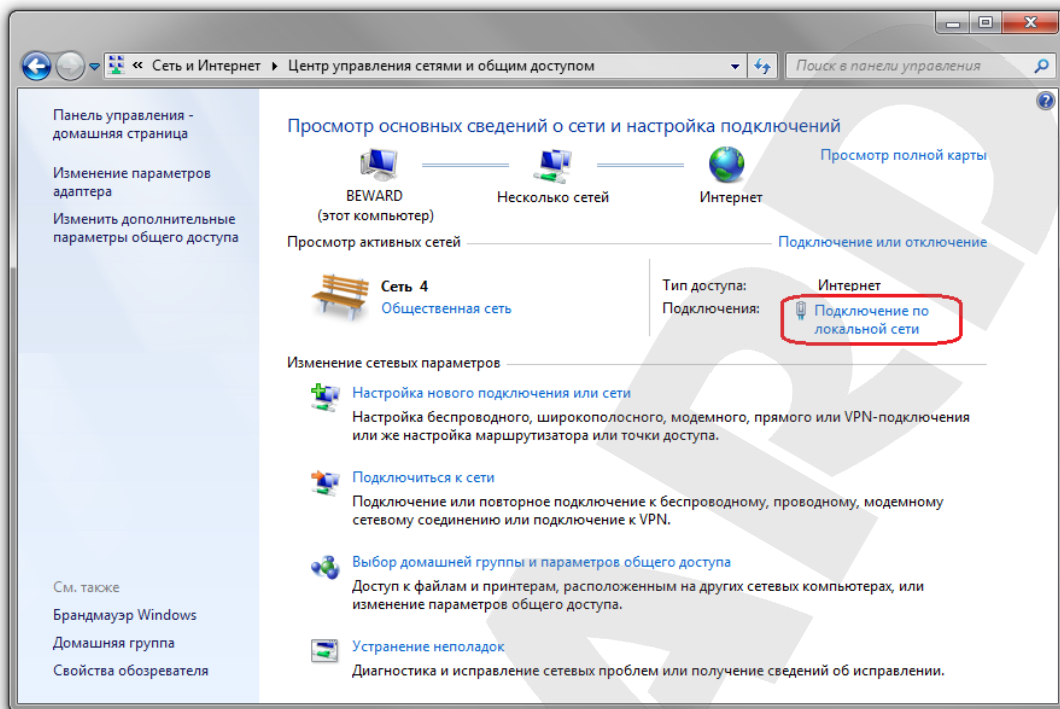 « Сеть и Интернет ▸ Центр управления сетями и общим доступом
Поиск в панели управления
Панель управления -
домашняя страница
Изменение параметров
адаптера
Изменить дополнительные
параметры общего доступа
См. также
Брандмауэр Windows
Домашняя группа
Свойства обозревателя
Просмотр основных сведений о сети и настройка подключений
Просмотр полной карты
BEWARD
(этот компьютер)
Несколько сетей
Интернет
Просмотр активных сетей
Подключение или отключение
Сеть 4
Общественная сеть
Тип доступа: Интернет
Подключения: Подключение по
локальной сети
Изменение сетевых параметров
Настройка нового подключения или сети
Настройка беспроводного, широкополосного, модемного, прямого или VPN-подключения
или же настройка маршрутизатора или точки доступа.
Подключиться к сети
Подключение или повторное подключение к беспроводному, проводному, модемному
сетевому соединению или подключение к VPN.
Выбор домашней группы и параметров общего доступа
Доступ к файлам и принтерам, расположенным на других сетевых компьютерах, или
изменение параметров общего доступа.
Устранение неполадок
Диагностика и исправление сетевых проблем или получение сведений об исправлении.
ARD